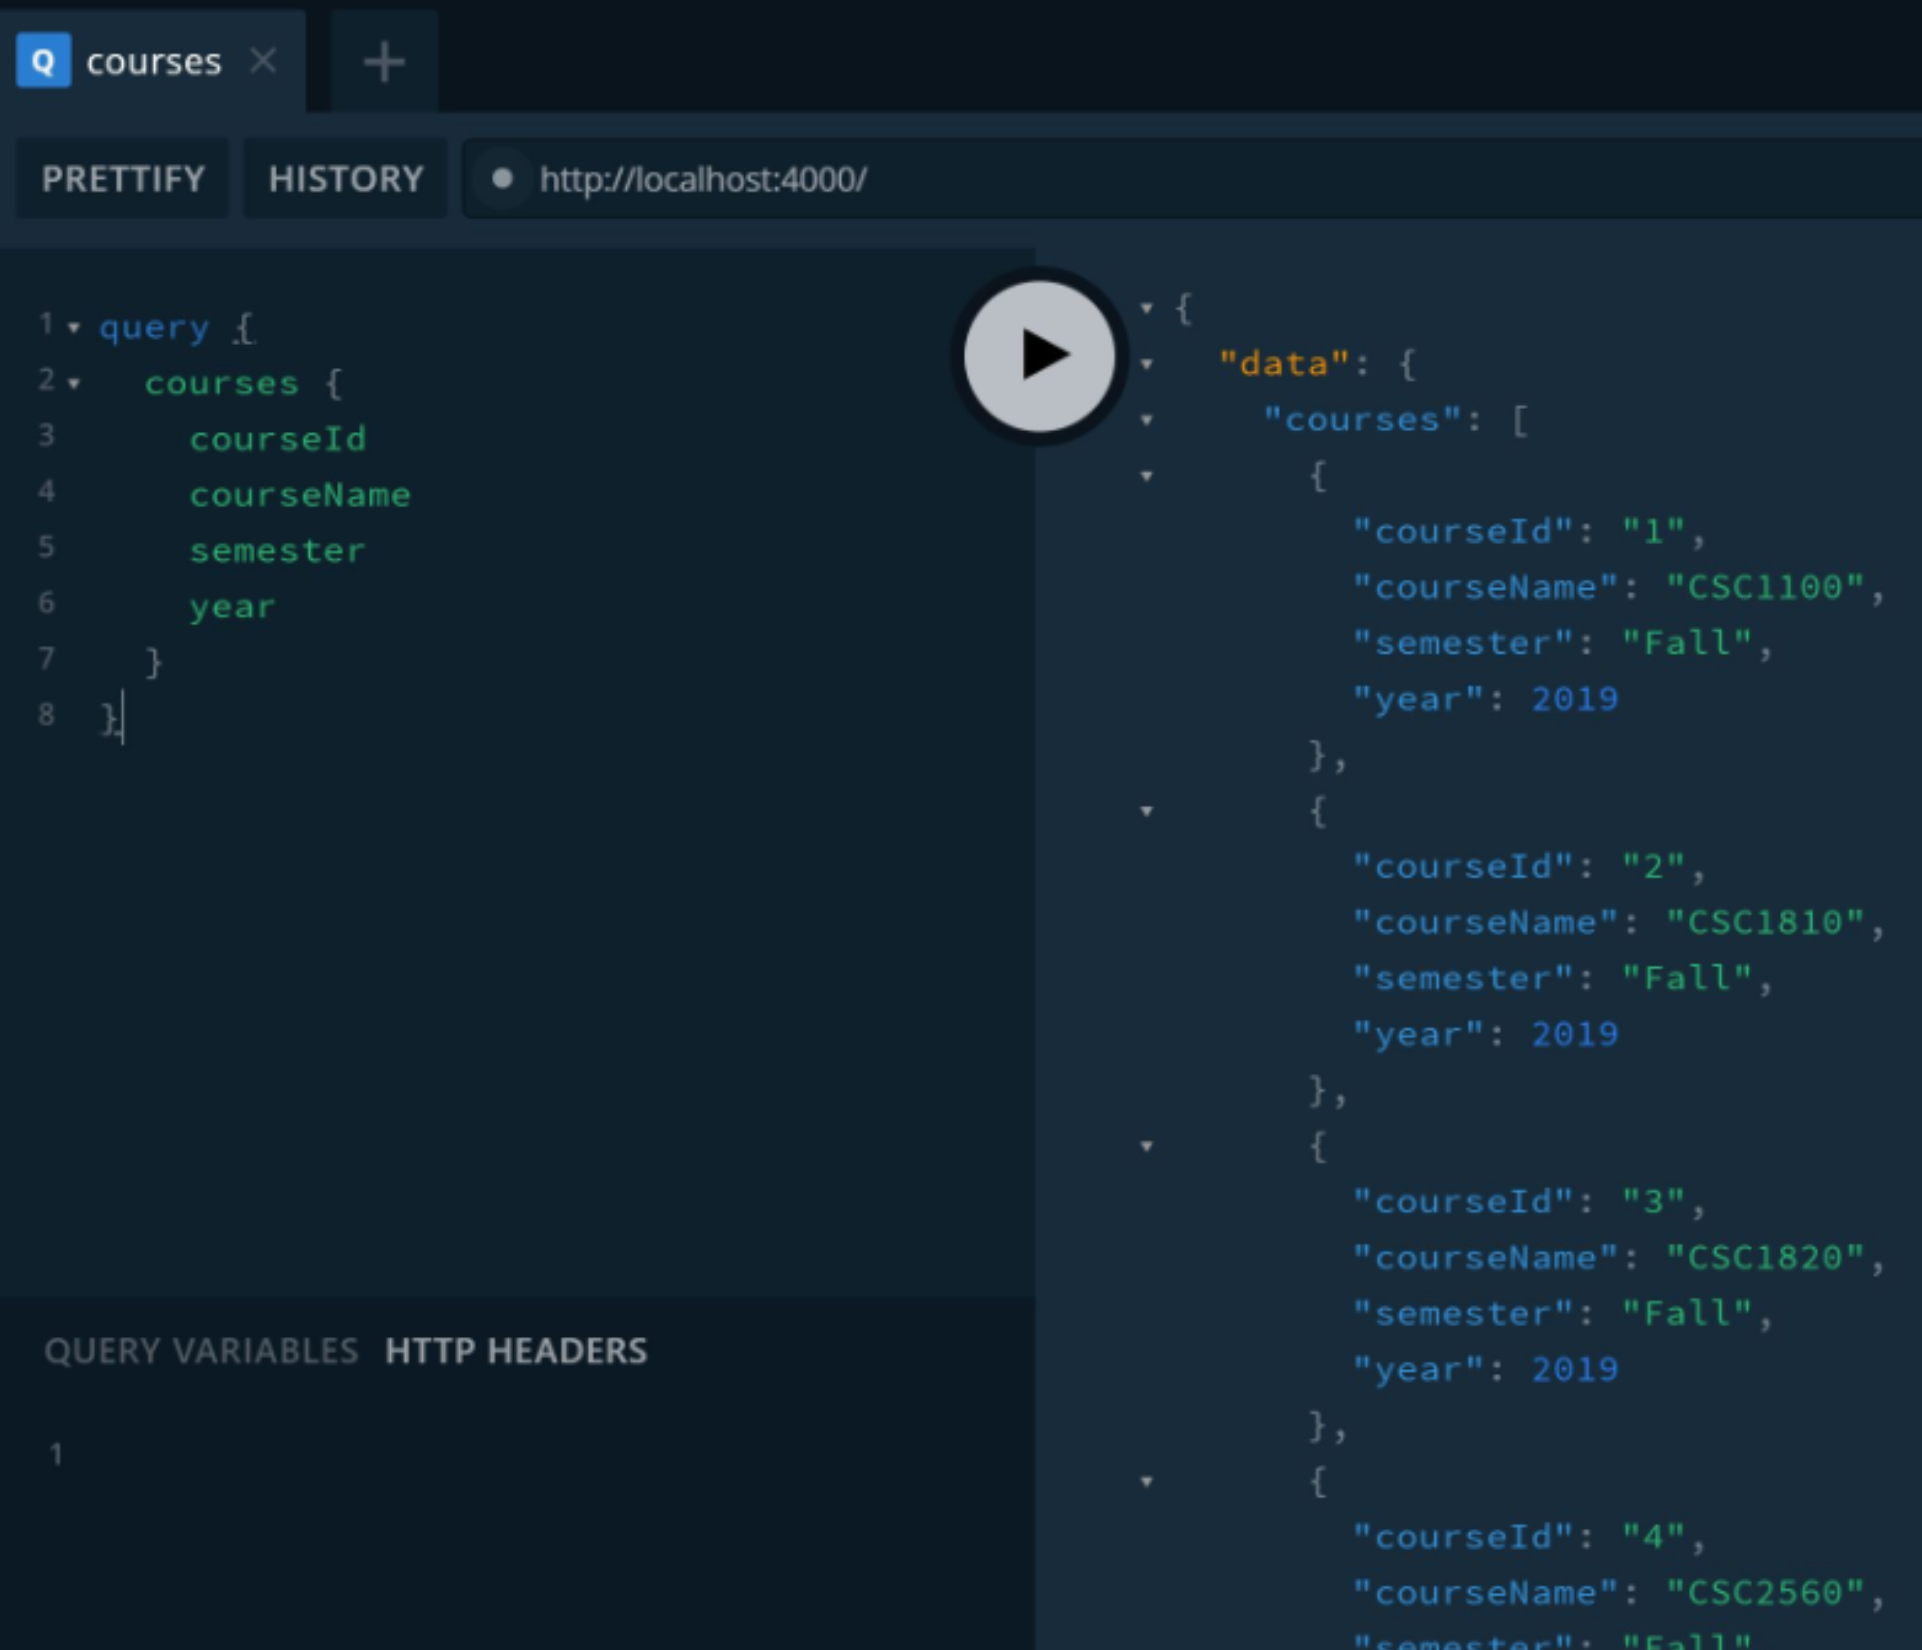 Q courses
PRETTIFY HISTORY http://localhost:4000/
1 query {
2 courses {
3 courseId
4 courseName
5 semester
6 year
7 }
8 }
QUERY VARIABLES HTTP HEADERS
1
{
"data": {
"courses": [
{
"courseId": "1",
"courseName": "CSC1100",
"semester": "Fall",
"year": 2019
},
{
"courseId": "2",
"courseName": "CSC1810",
"semester": "Fall",
"year": 2019
},
{
"courseId": "3",
"courseName": "CSC1820",
"semester": "Fall",
"year": 2019
},
{
"courseId": "4",
"courseName": "CSC2560",
"semester": "Fall"